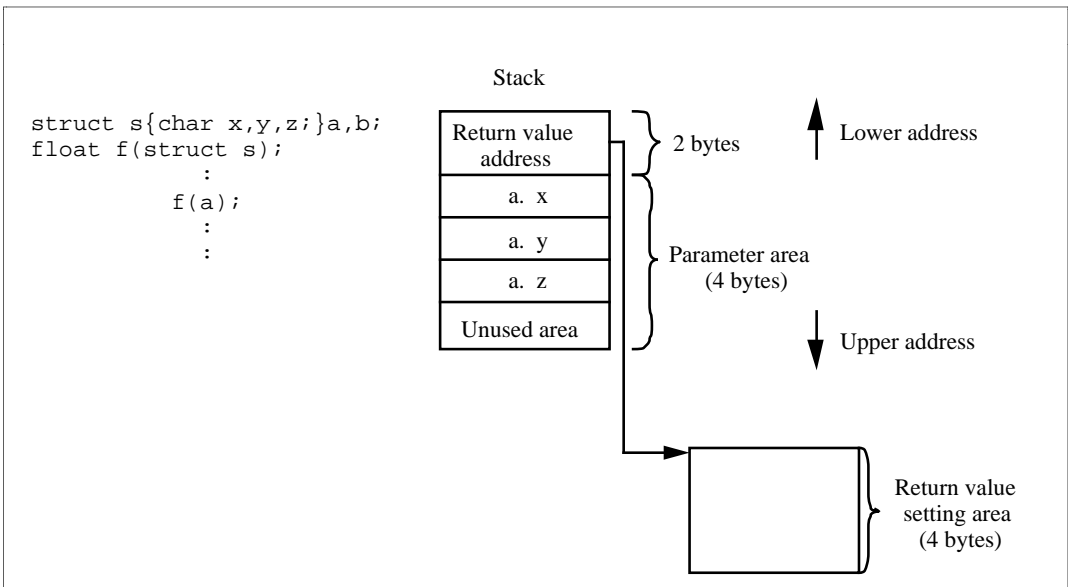 Stack
struct s{char x,y,z;}a,b;
float f(struct s);
:
f(a);
:
:
Return value
address
a. x
a. y
a. z
Unused area
2 bytes
Parameter area
(4 bytes)
Lower address
Upper address
Return value
setting area
(4 bytes)